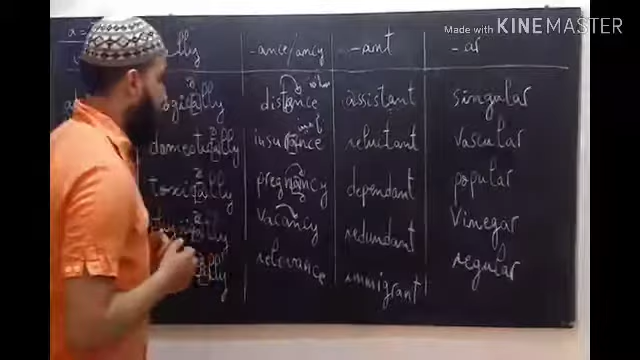 Made with KINEMASTER
a =
-ance/ancy -ant -ar
distance assistant singular
domestically insurance reluctant vascular
toxically pregnancy dependant popular
vacancy redundant Vinegar
relevance immigrant regular